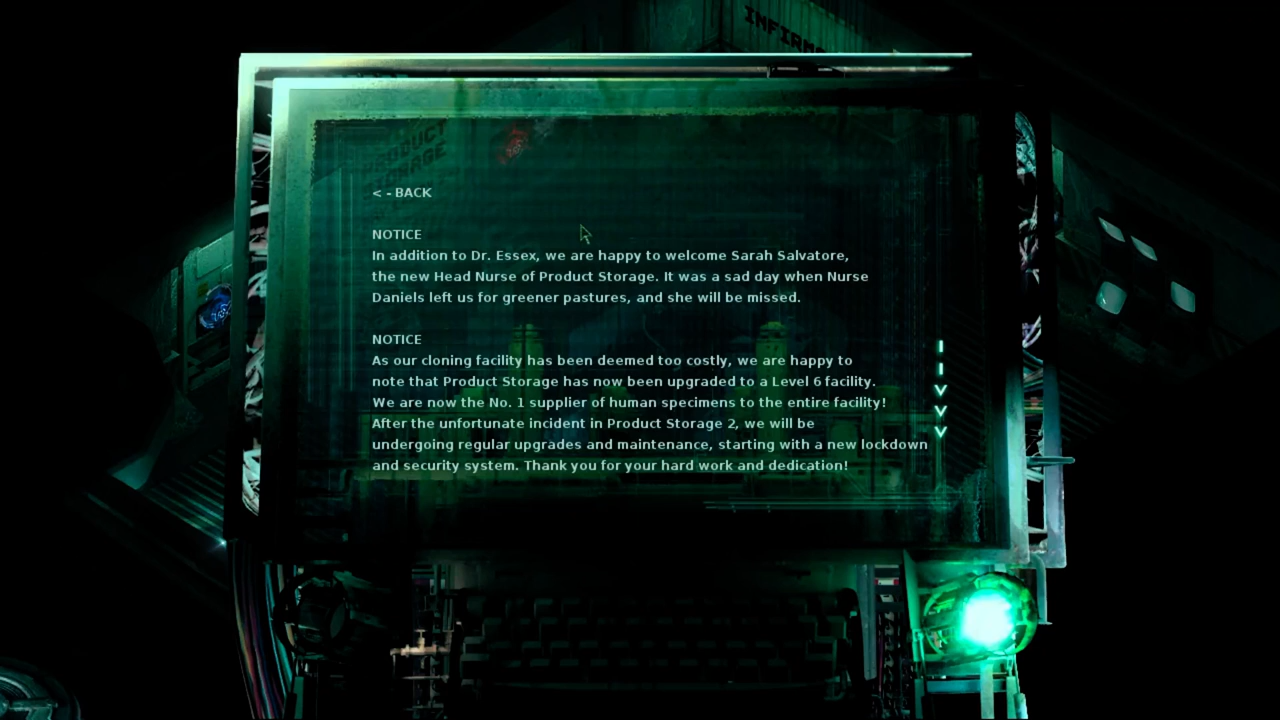 INFIRM
PRODUCT
< - BACK
NOTICE
In addition to Dr. Essex, we are happy to welcome Sarah Salvatore,
the new Head Nurse of Product Storage. It was a sad day when Nurse
Daniels left us for greener pastures, and she will be missed.
NOTICE
As our cloning facility has been deemed too costly, we are happy to
note that Product Storage has now been upgraded to a Level 6 facility.
We are now the No. 1 supplier of human specimens to the entire facility!
After the unfortunate incident in Product Storage 2, we will be
undergoing regular upgrades and maintenance, starting with a new lockdown
and security system. Thank you for your hard work and dedication!